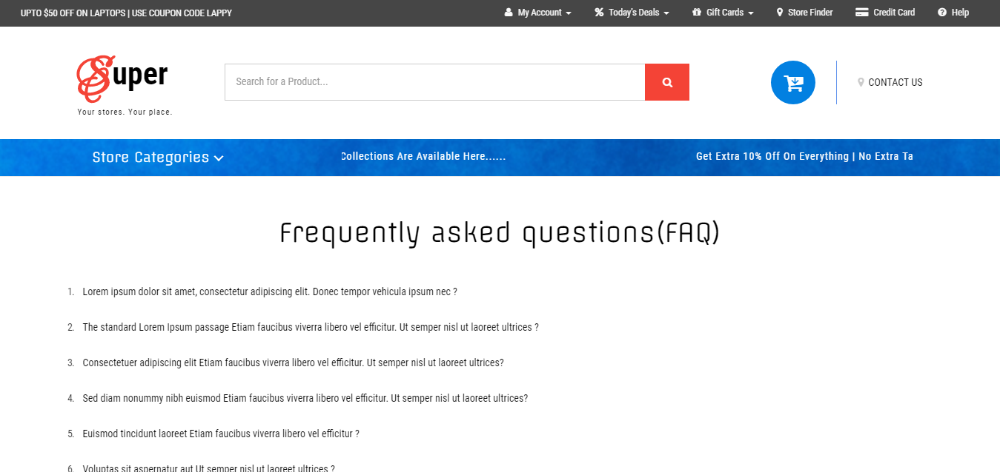 UPTO $50 OFF ON LAPTOPS | USE COUPON CODE LAPPY
My Account
Today's Deals
Gift Cards
Store Finder
Credit Card
Help
Super
Your stores. Your place.
Search for a Product...
CONTACT US
Store Categories
Collections Are Available Here......
Get Extra 10% Off On Everything | No Extra Ta
Frequently asked questions(FAQ)
1. Lorem ipsum dolor sit amet, consectetur adipiscing elit. Donec tempor vehicula ipsum nec ?
2. The standard Lorem Ipsum passage Etiam faucibus viverra libero vel efficitur. Ut semper nisl ut laoreet ultrices ?
3. Consectetuer adipiscing elit Etiam faucibus viverra libero vel efficitur. Ut semper nisl ut laoreet ultrices?
4. Sed diam nonummy nibh euismod Etiam faucibus viverra libero vel efficitur. Ut semper nisl ut laoreet ultrices?
5. Euismod tincidunt laoreet Etiam faucibus viverra libero vel efficitur ?
6. Voluptas sit aspernatur aut Ut semper nisl ut laoreet ultrices ?